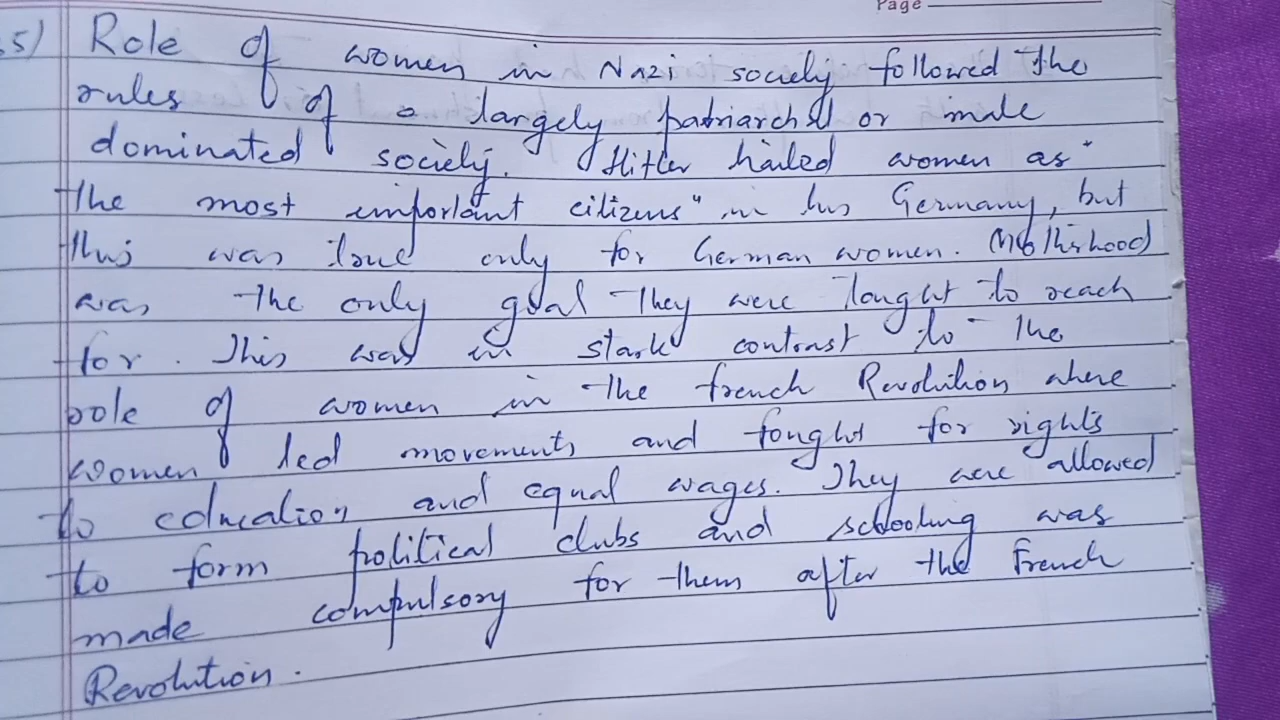 Page
5) Role of women in Nazi society followed the
rules of a largely patriarchal or male
dominated society. Hitler hailed women as "
the most important citizens" in his Germany, but
this was true only for German women. (Motherhood)
was the only goal they were taught to reach
for. This was in stark contrast to the
role of women in the french Revolution where
women led movements and fought for rights
to education and equal wages. They were allowed
to form political clubs and schooling was
made compulsory for them after the French
Revolution.